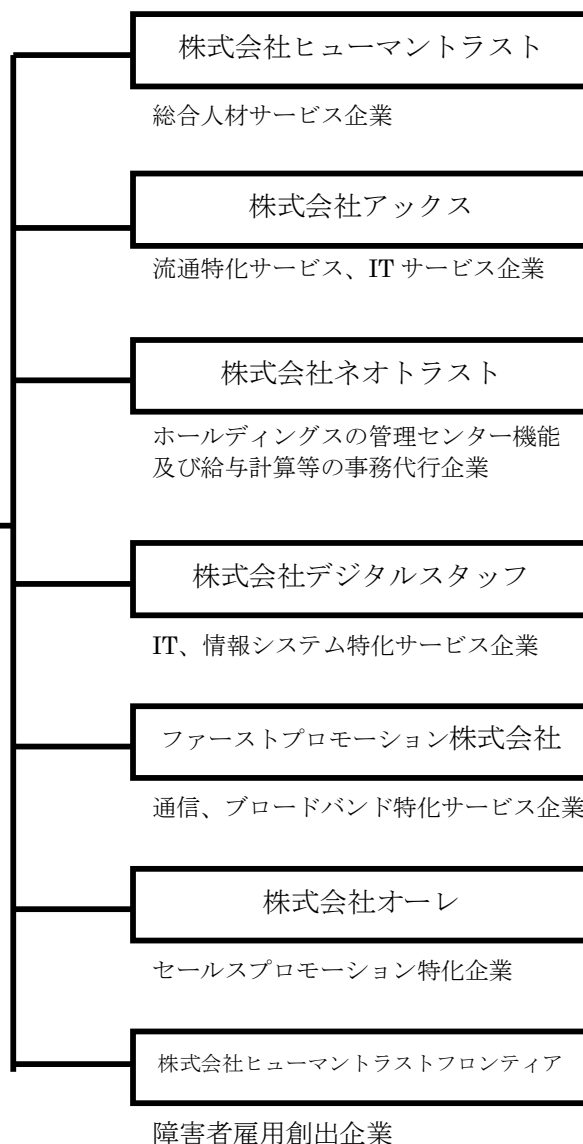 株式会社ヒューマントラスト
総合人材サービス企業
株式会社アックス
流通特化サービス、IT サービス企業
株式会社ネオトラスト
ホールディングスの管理センター機能
及び給与計算等の事務代行企業
株式会社デジタルスタッフ
IT、情報システム特化サービス企業
ファーストプロモーション株式会社
通信、ブロードバンド特化サービス企業
株式会社オーレ
セールスプロモーション特化企業
株式会社ヒューマントラストフロンティア
障害者雇用創出企業